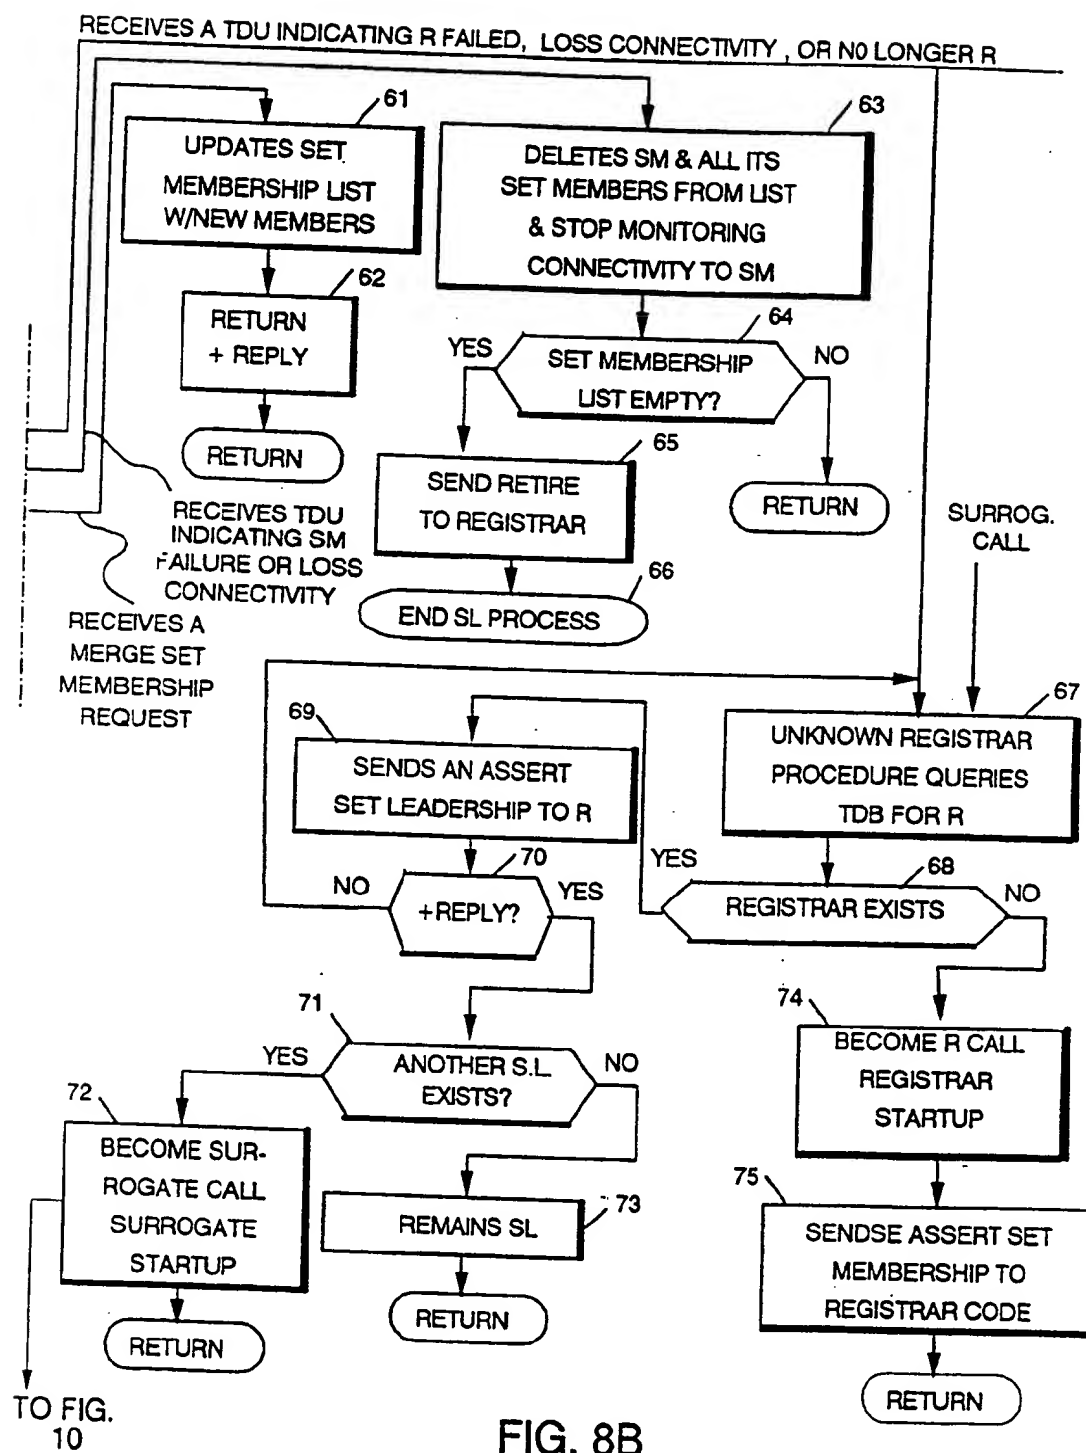 RECEIVES A TDU INDICATING R FAILED, LOSS CONNECTIVITY, OR NO LONGER R
61
UPDATES SET
MEMBERSHIP LIST
W/NEW MEMBERS
62
RETURN
+ REPLY
RETURN
63
DELETES SM & ALL ITS
SET MEMBERS FROM LIST
& STOP MONITORING
CONNECTIVITY TO SM
64
YES
SET MEMBERSHIP
LIST EMPTY?
NO
65
SEND RETIRE
TO REGISTRAR
RETURN
66
END SL PROCESS
RECEIVES TDU
INDICATING SM
FAILURE OR LOSS
CONNECTIVITY
RECEIVES A
MERGE SET
MEMBERSHIP
REQUEST
SURROG.
CALL
67
UNKNOWN REGISTRAR
PROCEDURE QUERIES
TDB FOR R
68
YES
REGISTRAR EXISTS
NO
69
SENDS AN ASSERT
SET LEADERSHIP TO R
70
NO
+REPLY?
YES
71
YES
ANOTHER S.L.
EXISTS?
NO
72
BECOME SUR-
ROGATE CALL
SURROGATE
STARTUP
RETURN
73
REMAINS SL
RETURN
74
BECOME R CALL
REGISTRAR
STARTUP
75
SENDSE ASSERT SET
MEMBERSHIP TO
REGISTRAR CODE
RETURN
TO FIG.
10
FIG. 8B